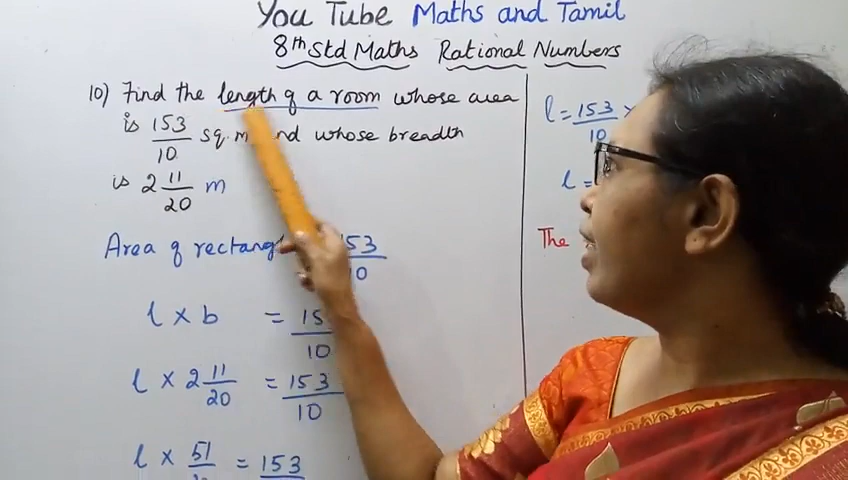 You Tube Maths and Tamil
8th Std Maths Rational Numbers
10) Find the length of a room whose area
is 153/10 sq. m and whose breadth
is 2 11/20 m
Area of rectangle 153/10
l × b = 15/10
l × 2 11/20 = 153/10
l × 51/ = 153
l = 153/10 ×
l =
The